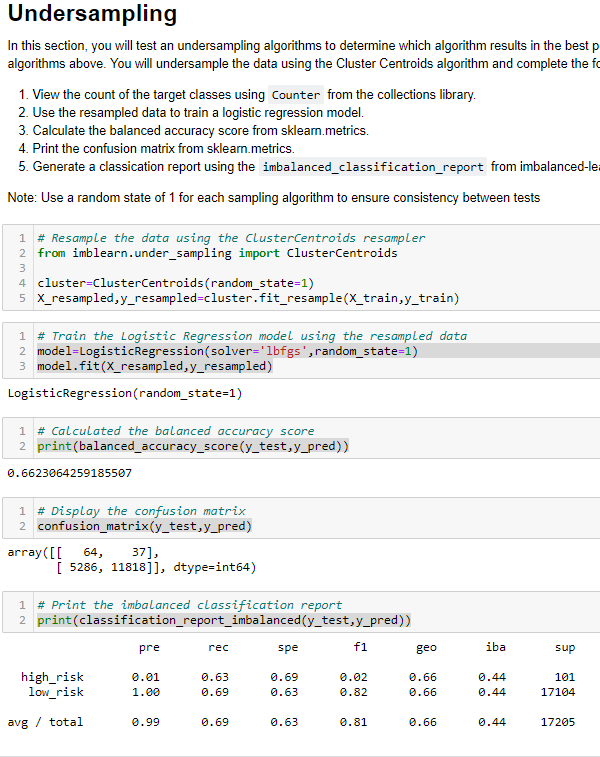 Undersampling
In this section, you will test an undersampling algorithms to determine which algorithm results in the best
algorithms above. You will undersample the data using the Cluster Centroids algorithm and complete the
1. View the count of the target classes using Counter from the collections library.
2. Use the resampled data to train a logistic regression model.
3. Calculate the balanced accuracy score from sklearn.metrics.
4. Print the confusion matrix from sklearn.metrics.
5. Generate a classication report using the imbalanced_classification_report from
Note: Use a random state of 1 for each sampling algorithm to ensure consistency between tests
1 # Resample the data using the ClusterCentroids resampler
2 from imblearn.under_sampling import ClusterCentroids
3
4 cluster=ClusterCentroids(random_state=1)
5 X_resampled,y_resampled=cluster.fit_resample(X_train,y_train)
1 # Train the Logistic Regression model using the resampled data
2 model=LogisticRegression(solver='lbfgs',random_state=1)
3 model.fit(X_resampled,y_resampled)
LogisticRegression(random_state=1)
1 # Calculated the balanced accuracy score
2 print(balanced_accuracy_score(y_test,y_pred))
0.6623064259185507
1 # Display the confusion matrix
2 confusion_matrix(y_test,y_pred)
array([[   64,    37],
       [ 5286, 11818]], dtype=int64)
1 # Print the imbalanced classification report
2 print(classification_report_imbalanced(y_test,y_pred))
pre rec spe f1 geo iba sup
high_risk 0.01 0.63 0.69 0.02 0.66 0.44 101
low_risk 1.00 0.69 0.63 0.82 0.66 0.44 17104
avg / total 0.99 0.69 0.63 0.81 0.66 0.44 17205